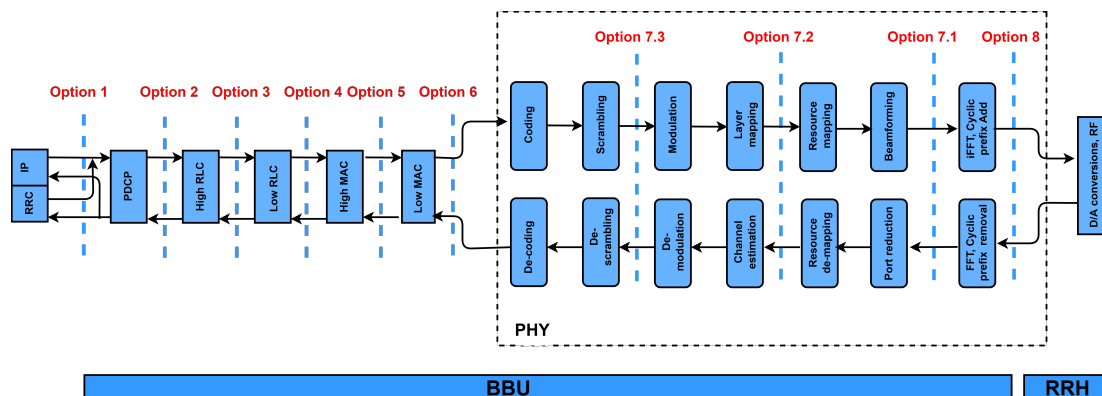 Option 7.3
Option 7.2
Option 7.1
Option 8
Option 1
Option 2
Option 3
Option 4
Option 5
Option 6
IP
RRC
PDCP
High RLC
Low RLC
High MAC
Low MAC
Coding
Scrambling
Modulation
Layer
mapping
Resource
mapping
Beamforming
iFFT, Cyclic
prefix Add
D/A conversions, RF
De-coding
De-
scrambling
De-
modulation
Channel
estimation
Resource
de-mapping
Port reduction
FFT, Cyclic
prefix removal
PHY
BBU
RRH